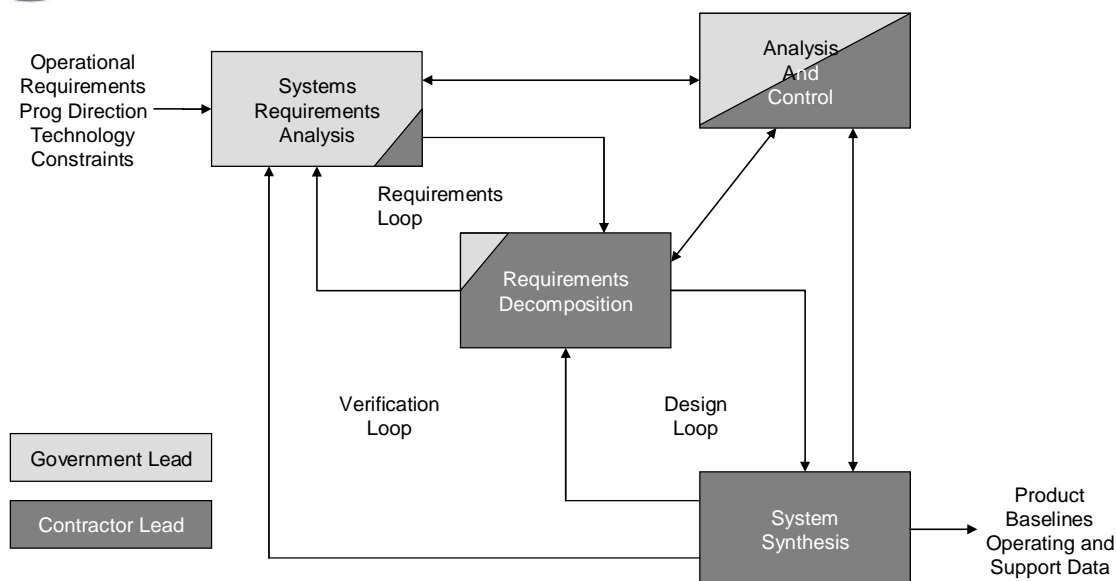 Operational
Requirements
Prog Direction
Technology
Constraints
Systems
Requirements
Analysis
Analysis
And
Control
Requirements
Loop
Requirements
Decomposition
Verification
Loop
Design
Loop
Government Lead
Contractor Lead
System
Synthesis
Product
Baselines
Operating and
Support Data